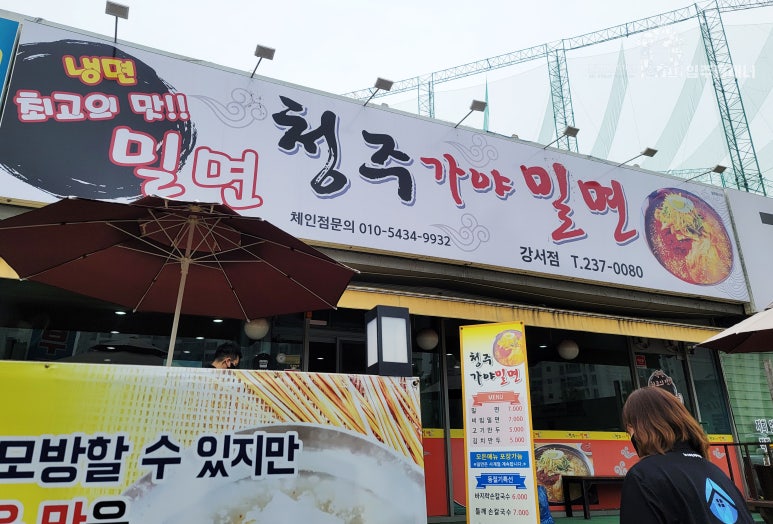 냉면
최고의 맛!!
밀면
청주 가야밀면
체인점문의 010-5434-9932
강서점 T.237-0080
청주
가야밀면
MENU
밀 면 7.000
비빔밀면 7.000
고기만두 5.000
김치만두 5.000
모든메뉴 포장가능
동절기특선
바지락손칼국수 6.000
들깨 손칼국수 7.000
모방할 수 있지만